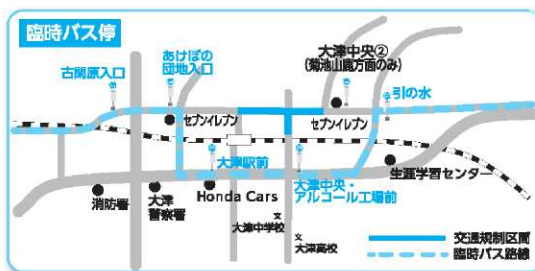 臨時バス停
古閑原入口
あけぼの
団地入口
大津中央②
(菊池山鹿方面のみ)
引の水
セブンイレブン
セブンイレブン
大津駅前
大津中央・
アルコール工場前
生涯学習センター
消防署
大津
警察署
Honda Cars
大津中学校
大津高校
交通規制区間
臨時バス路線